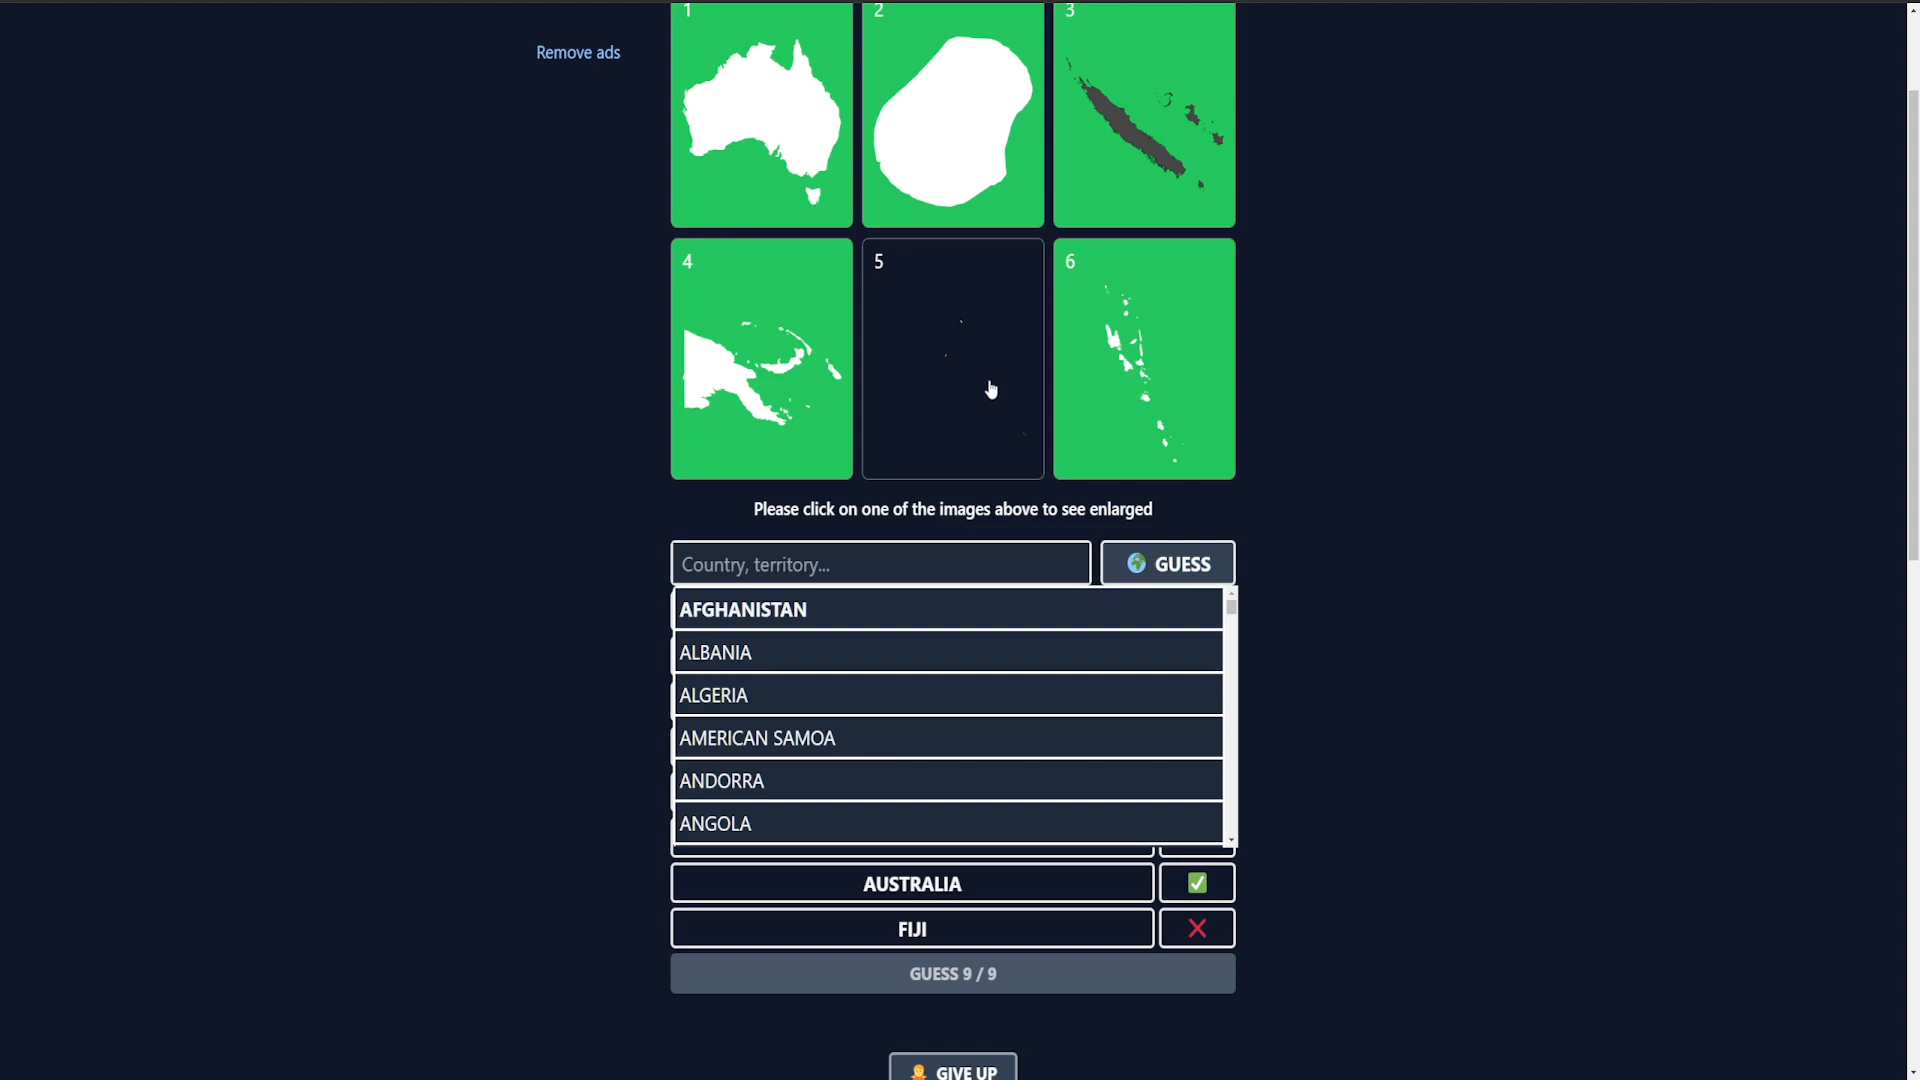 1
2
3
Remove ads
4
5
6
Please click on one of the images above to see enlarged
Country, territory...
GUESS
AFGHANISTAN
ALBANIA
ALGERIA
AMERICAN SAMOA
ANDORRA
ANGOLA
AUSTRALIA
FIJI
GUESS 9 / 9
GIVE UP